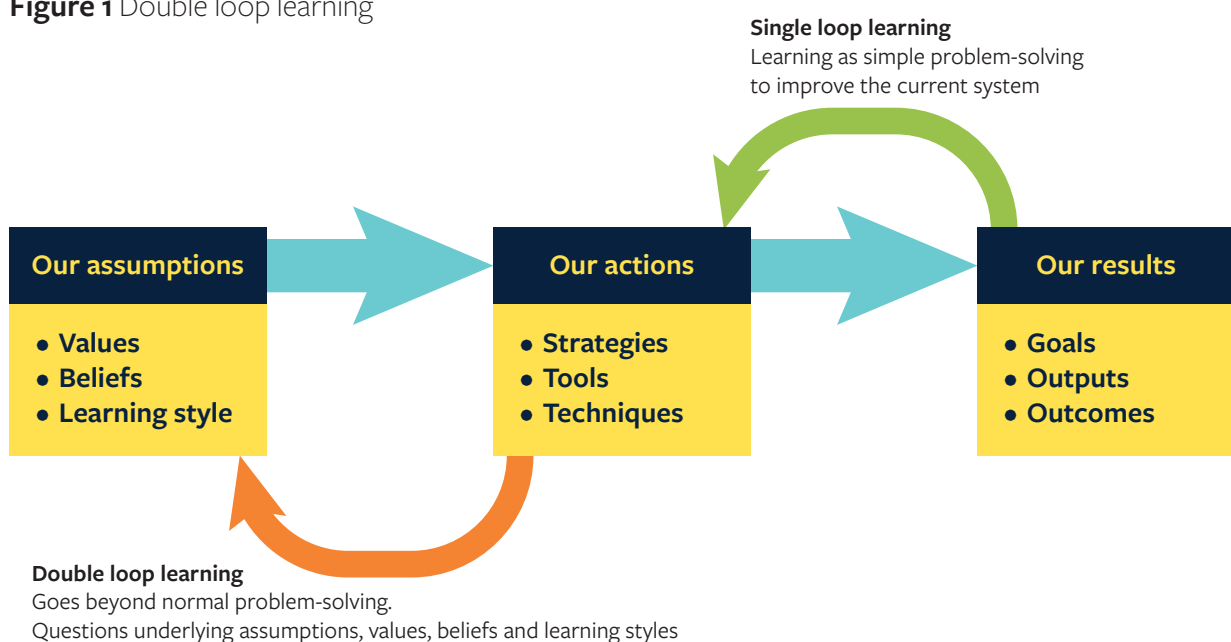 Figure 1 Double loop learning
Single loop learning
Learning as simple problem-solving
to improve the current system
Our assumptions
• Values
• Beliefs
• Learning style
Our actions
• Strategies
• Tools
• Techniques
Our results
• Goals
• Outputs
• Outcomes
Double loop learning
Goes beyond normal problem-solving.
Questions underlying assumptions, values, beliefs and learning styles